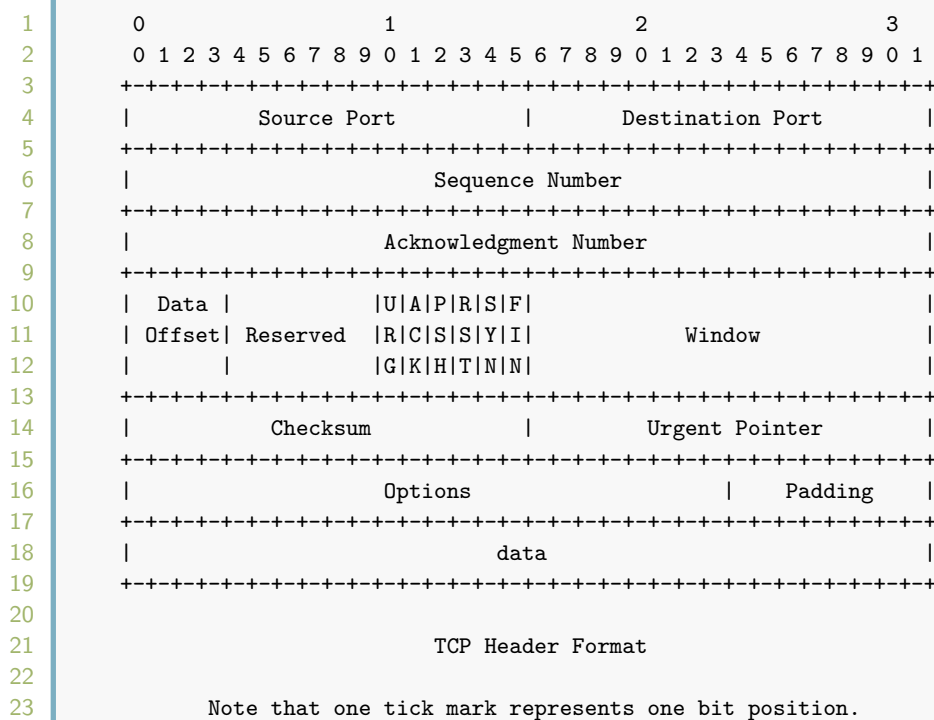 1          0                   1                   2                   3
2          0 1 2 3 4 5 6 7 8 9 0 1 2 3 4 5 6 7 8 9 0 1 2 3 4 5 6 7 8 9 0 1
3         +-+-+-+-+-+-+-+-+-+-+-+-+-+-+-+-+-+-+-+-+-+-+-+-+-+-+-+-+-+-+-+-+
4         |          Source Port          |       Destination Port        |
5         +-+-+-+-+-+-+-+-+-+-+-+-+-+-+-+-+-+-+-+-+-+-+-+-+-+-+-+-+-+-+-+-+
6         |                        Sequence Number                        |
7         +-+-+-+-+-+-+-+-+-+-+-+-+-+-+-+-+-+-+-+-+-+-+-+-+-+-+-+-+-+-+-+-+
8         |                    Acknowledgment Number                      |
9         +-+-+-+-+-+-+-+-+-+-+-+-+-+-+-+-+-+-+-+-+-+-+-+-+-+-+-+-+-+-+-+-+
10        |  Data |           |U|A|P|R|S|F|                               |
11        | Offset| Reserved  |R|C|S|S|Y|I|            Window             |
12        |       |           |G|K|H|T|N|N|                               |
13        +-+-+-+-+-+-+-+-+-+-+-+-+-+-+-+-+-+-+-+-+-+-+-+-+-+-+-+-+-+-+-+-+
14        |           Checksum            |         Urgent Pointer        |
15        +-+-+-+-+-+-+-+-+-+-+-+-+-+-+-+-+-+-+-+-+-+-+-+-+-+-+-+-+-+-+-+-+
16        |                    Options                    |    Padding    |
17        +-+-+-+-+-+-+-+-+-+-+-+-+-+-+-+-+-+-+-+-+-+-+-+-+-+-+-+-+-+-+-+-+
18        |                             data                              |
19        +-+-+-+-+-+-+-+-+-+-+-+-+-+-+-+-+-+-+-+-+-+-+-+-+-+-+-+-+-+-+-+-+
20
21                                 TCP Header Format
22
23               Note that one tick mark represents one bit position.